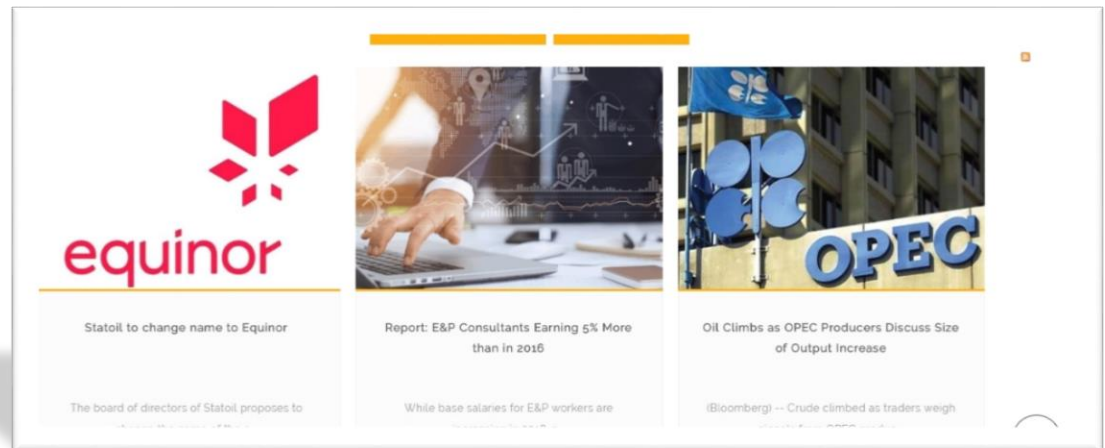 equinor
OPEC
Statoil to change name to Equinor
Report: E&P Consultants Earning 5% More
than in 2016
Oil Climbs as OPEC Producers Discuss Size
of Output Increase
The board of directors of Statoil proposes to
While base salaries for E&P workers are
(Bloomberg) -- Crude climbed as traders weigh